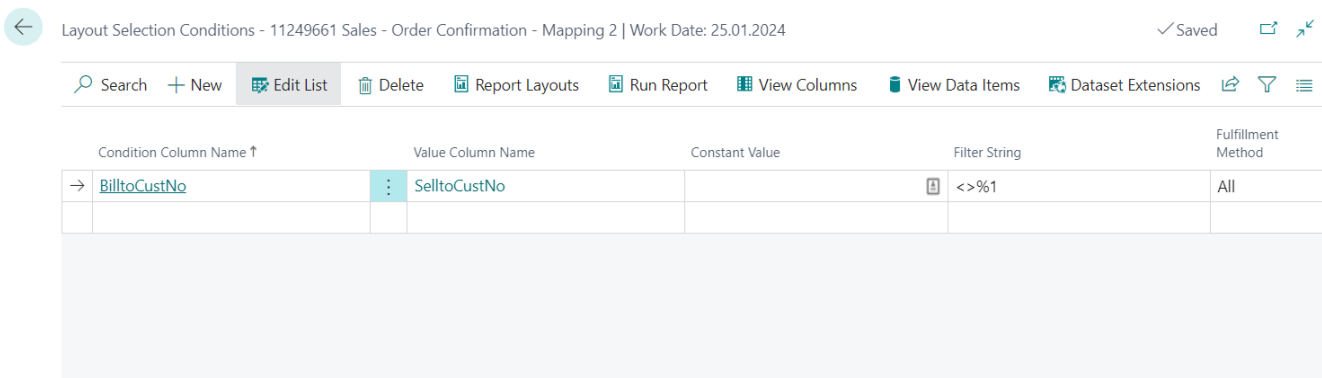 Layout Selection Conditions - 11249661 Sales - Order Confirmation - Mapping 2 | Work Date: 25.01.2024
Saved
Search
New
Edit List
Delete
Report Layouts
Run Report
View Columns
View Data Items
Dataset Extensions
Condition Column Name ↑
Value Column Name
Constant Value
Filter String
Fulfillment
Method
BilltoCustNo
SelltoCustNo
<>%1
All